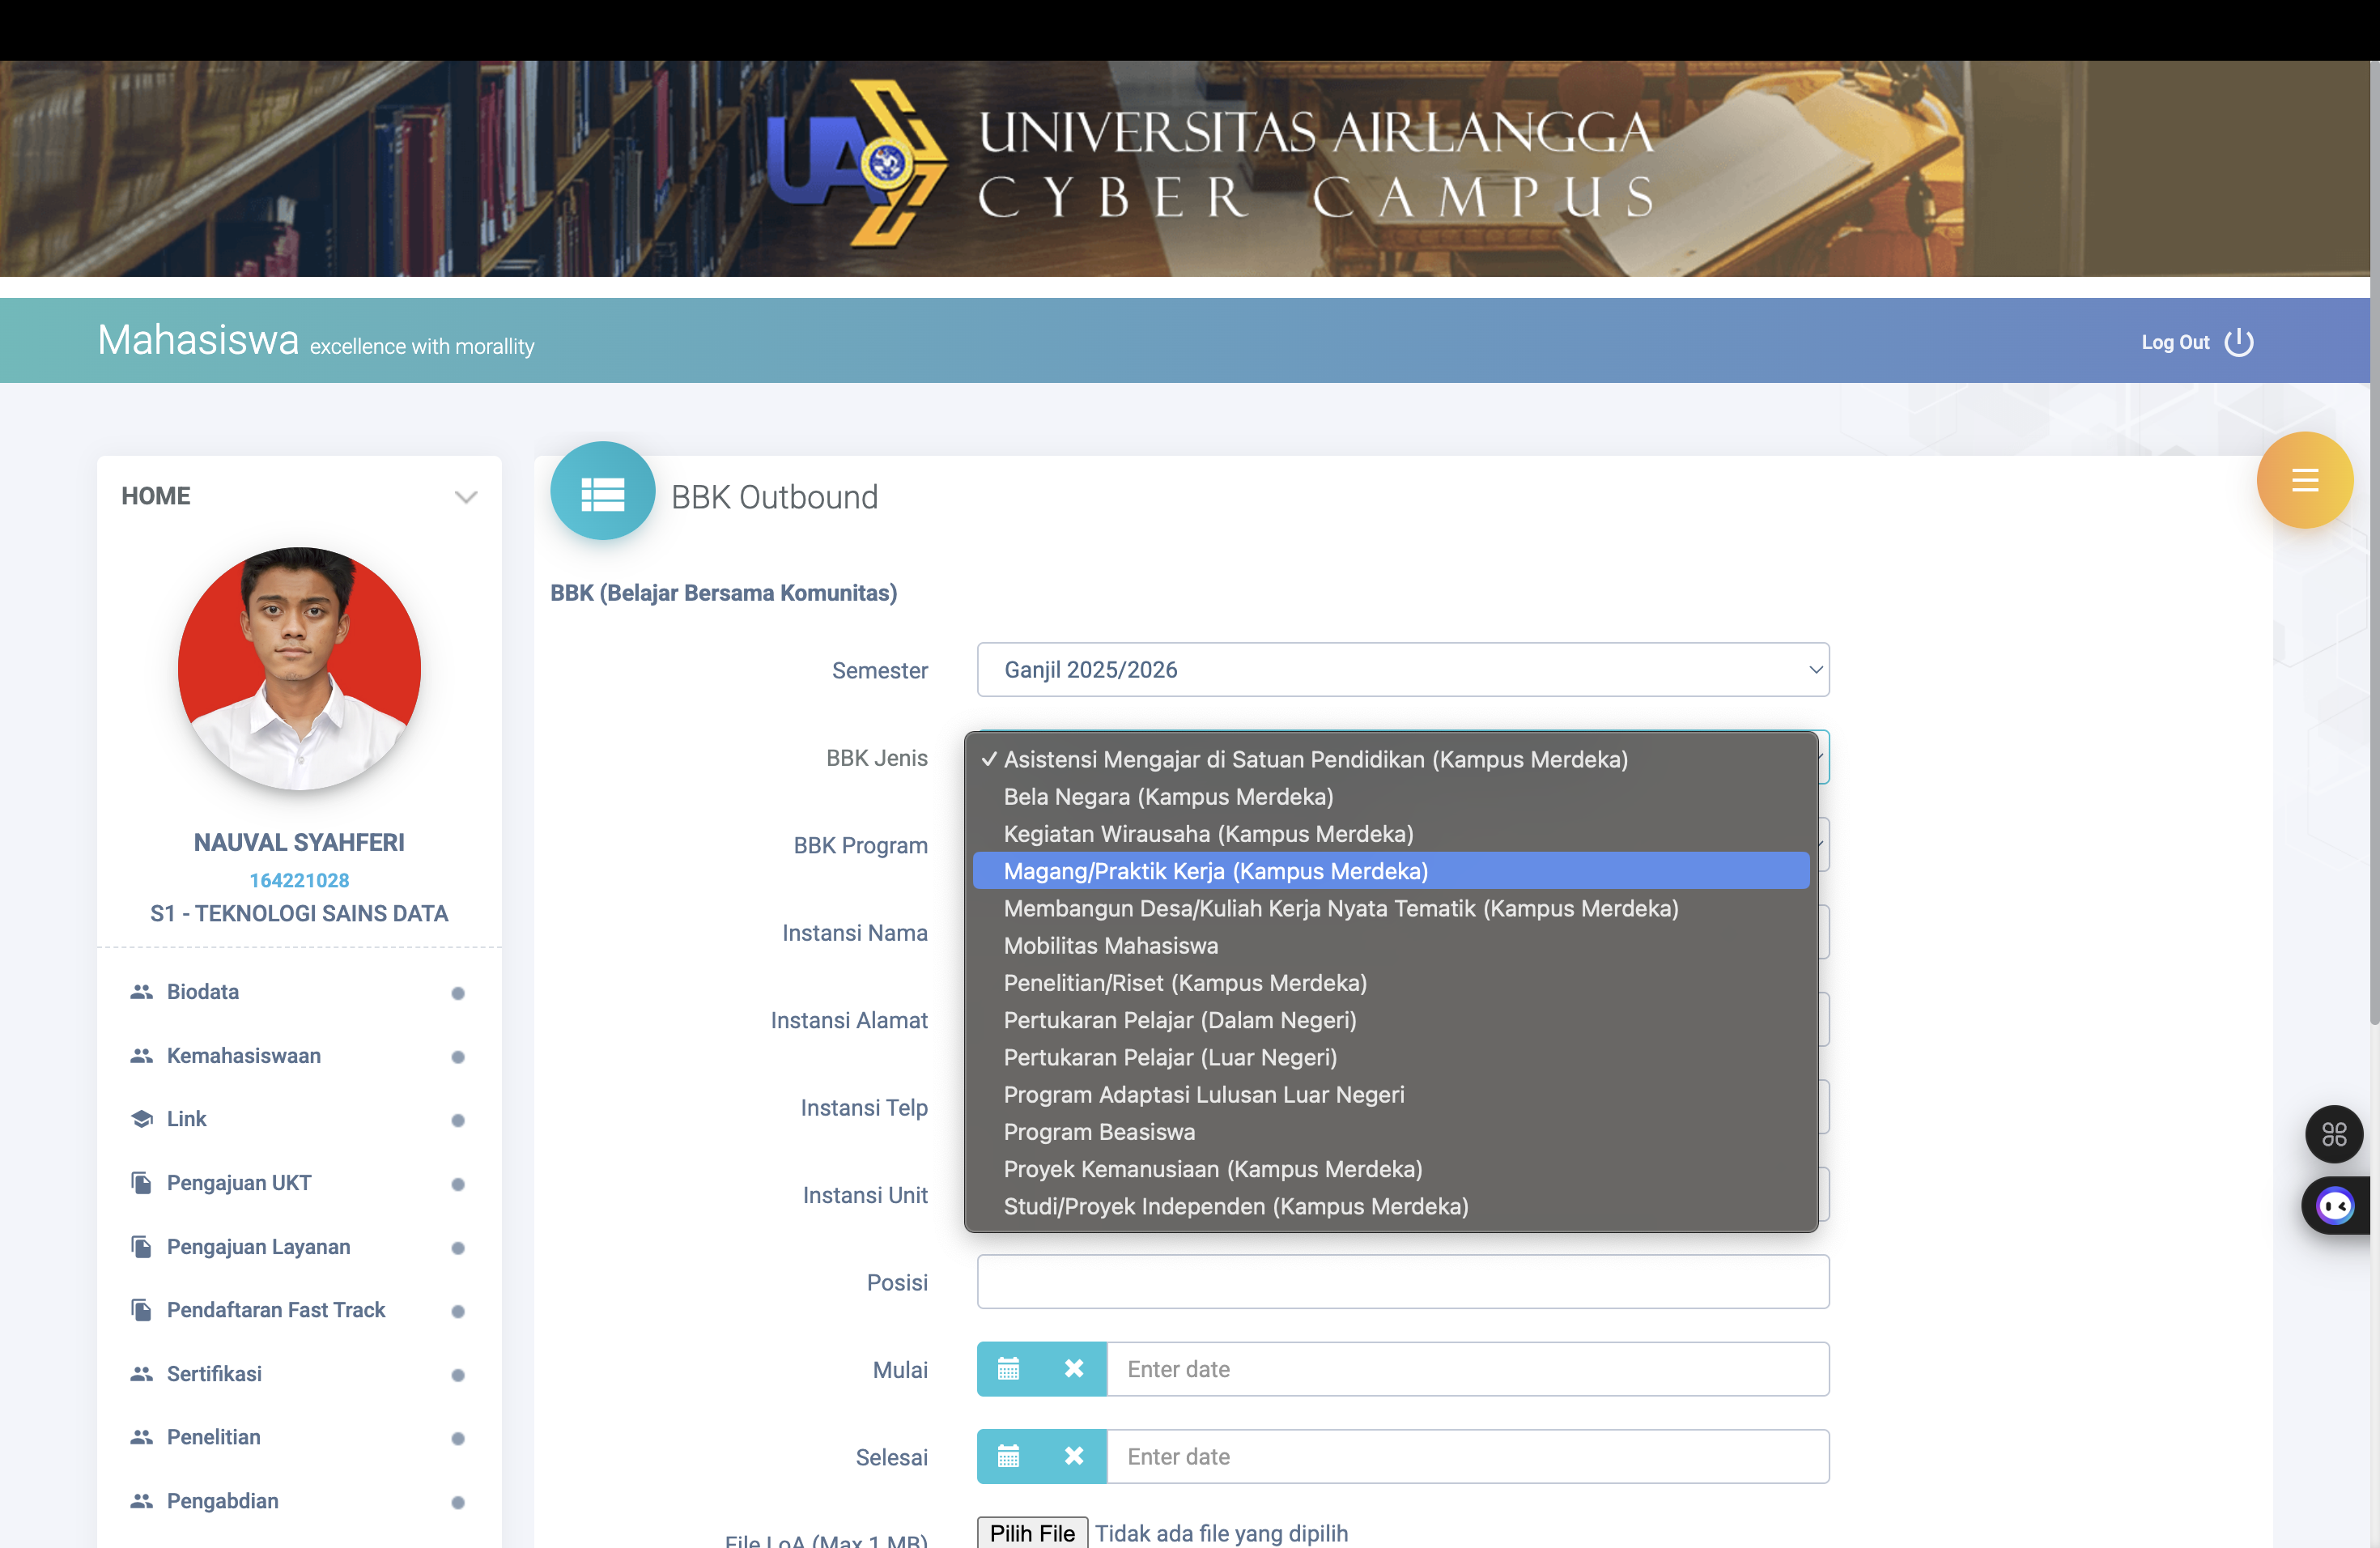 UA
UNIVERSITAS AIRLANGGA
CYBER CAMPUS
Mahasiswa excellence with morallity
Log Out
HOME
NAUVAL SYAHFERI
164221028
S1 - TEKNOLOGI SAINS DATA
Biodata
Kemahasiswaan
Link
Pengajuan UKT
Pengajuan Layanan
Pendaftaran Fast Track
Sertifikasi
Penelitian
Pengabdian
BBK Outbound
BBK (Belajar Bersama Komunitas)
Semester
Ganjil 2025/2026
BBK Jenis
Asistensi Mengajar di Satuan Pendidikan (Kampus Merdeka)
Bela Negara (Kampus Merdeka)
Kegiatan Wirausaha (Kampus Merdeka)
Magang/Praktik Kerja (Kampus Merdeka)
Membangun Desa/Kuliah Kerja Nyata Tematik (Kampus Merdeka)
Mobilitas Mahasiswa
Penelitian/Riset (Kampus Merdeka)
Pertukaran Pelajar (Dalam Negeri)
Pertukaran Pelajar (Luar Negeri)
Program Adaptasi Lulusan Luar Negeri
Program Beasiswa
Proyek Kemanusiaan (Kampus Merdeka)
Studi/Proyek Independen (Kampus Merdeka)
BBK Program
Instansi Nama
Instansi Alamat
Instansi Telp
Instansi Unit
Posisi
Mulai
Enter date
Selesai
Enter date
File LoA (Max 1 MB)
Pilih File Tidak ada file yang dipilih